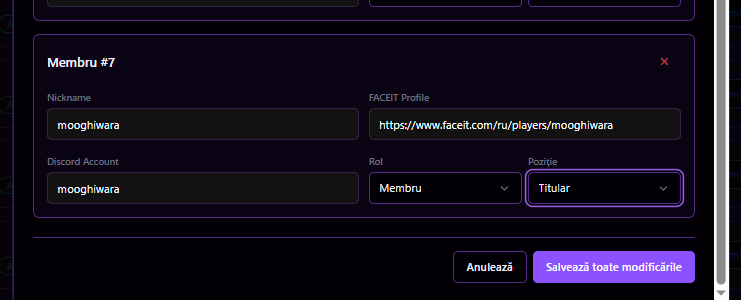 Membru #7
Nickname
FACEIT Profile
mooghiwara
https://www.faceit.com/ru/players/mooghiwara
Discord Account
Rol
Poziție
mooghiwara
Membru
Titular
Anulează
Salvează toate modificările